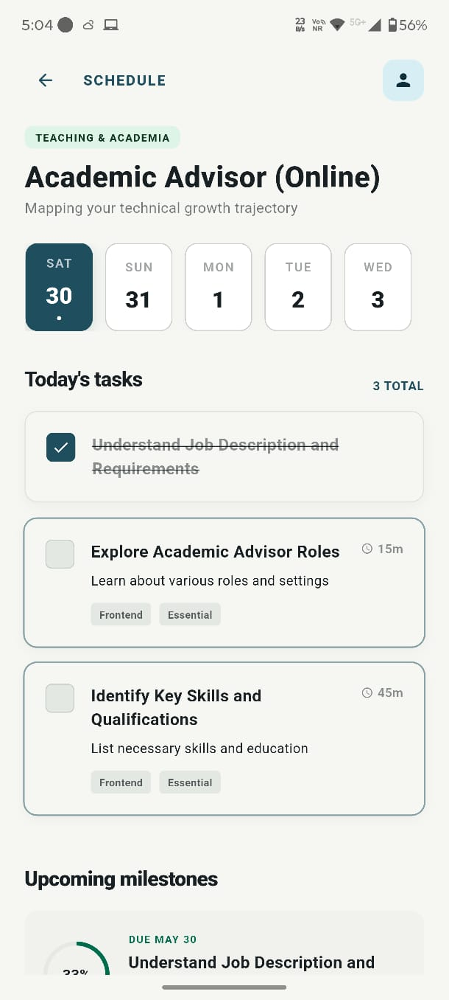 5:04
23
B/s
Vo
NR
5G+
56%
SCHEDULE
TEACHING & ACADEMIA
Academic Advisor (Online)
Mapping your technical growth trajectory
SAT
30
SUN
31
MON
1
TUE
2
WED
3
Today's tasks
3 TOTAL
Understand Job Description and
Requirements
Explore Academic Advisor Roles
15m
Learn about various roles and settings
Frontend
Essential
Identify Key Skills and
Qualifications
45m
List necessary skills and education
Frontend
Essential
Upcoming milestones
DUE MAY 30
33%
Understand Job Description and